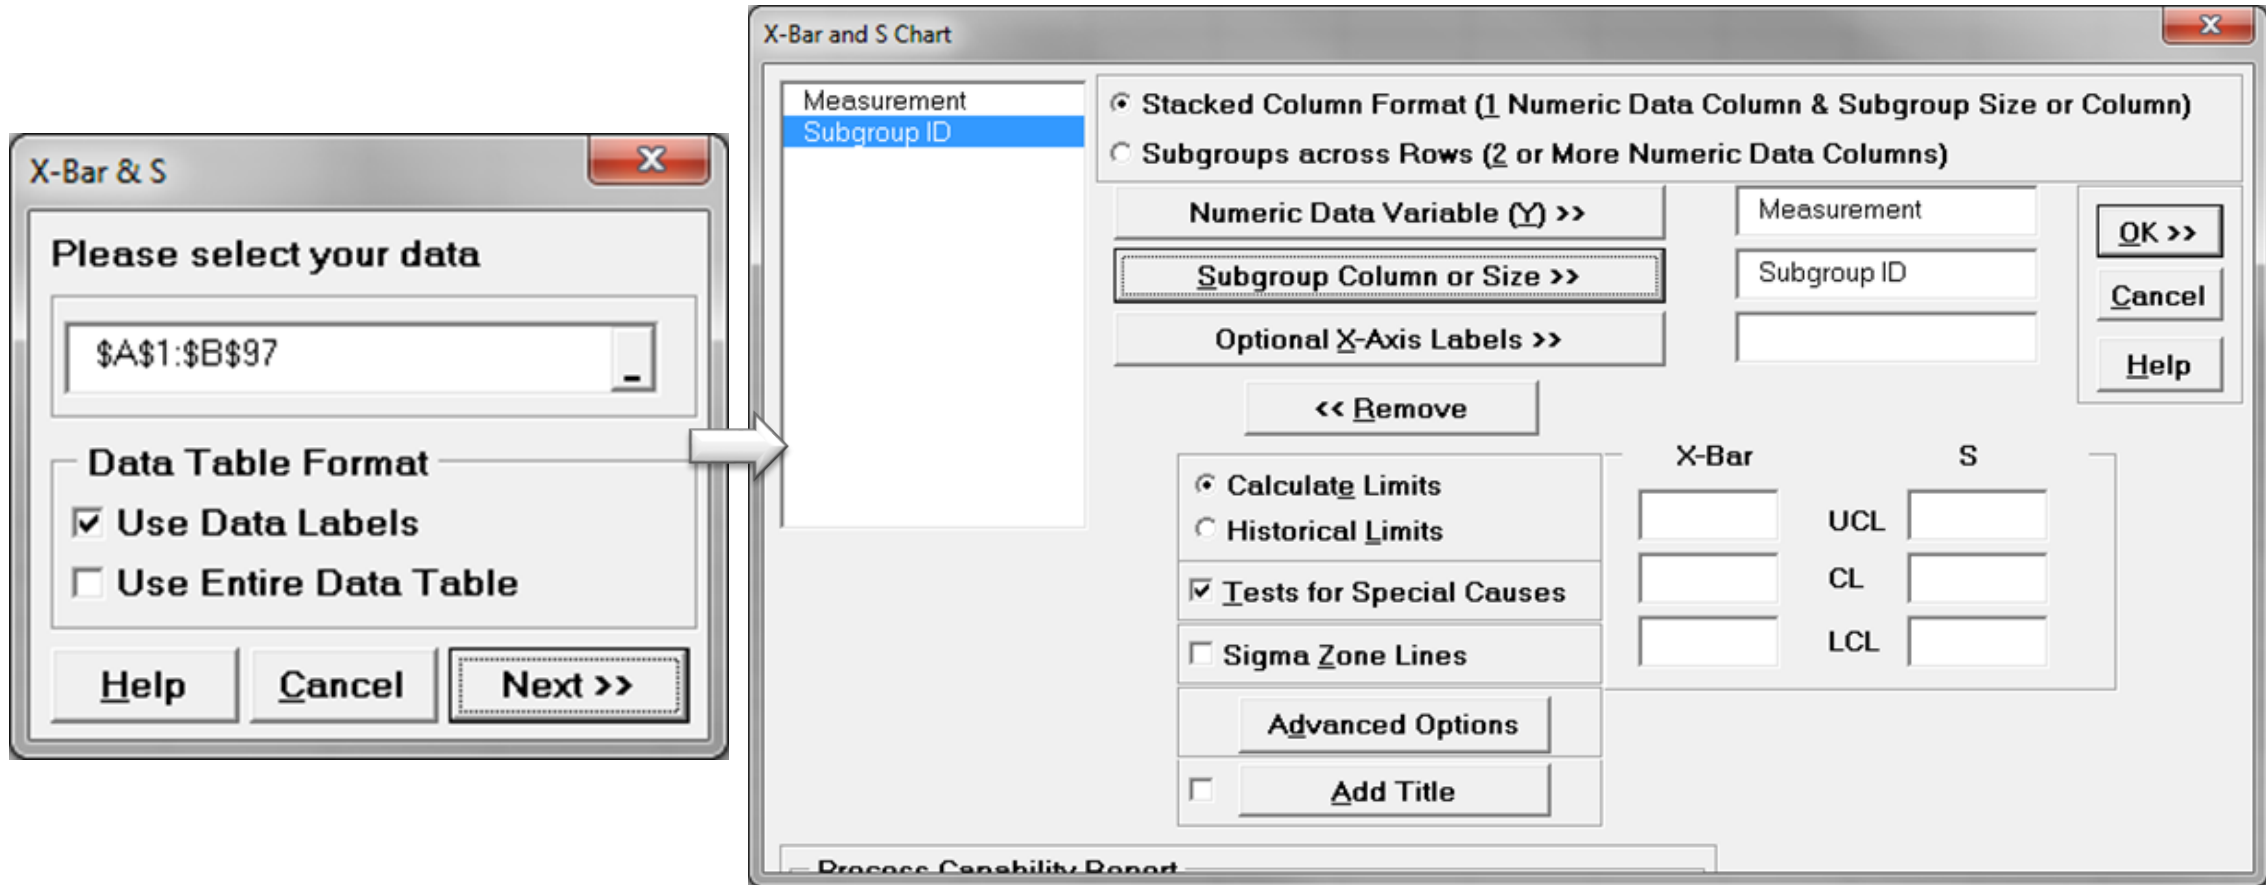 X-Bar & S
Please select your data
$A$1:$B$97
Data Table Format
Use Data Labels
Use Entire Data Table
Help
Cancel
Next >>
X-Bar and S Chart
Measurement
Subgroup ID
Stacked Column Format (1 Numeric Data Column & Subgroup Size or Column)
Subgroups across Rows (2 or More Numeric Data Columns)
Numeric Data Variable (Y) >>
Measurement
Subgroup Column or Size >>
Subgroup ID
Optional X-Axis Labels >>
OK >>
Cancel
Help
<< Remove
Calculate Limits
Historical Limits
Tests for Special Causes
Sigma Zone Lines
Advanced Options
Add Title
X-Bar
S
UCL
CL
LCL
Process Capability Report